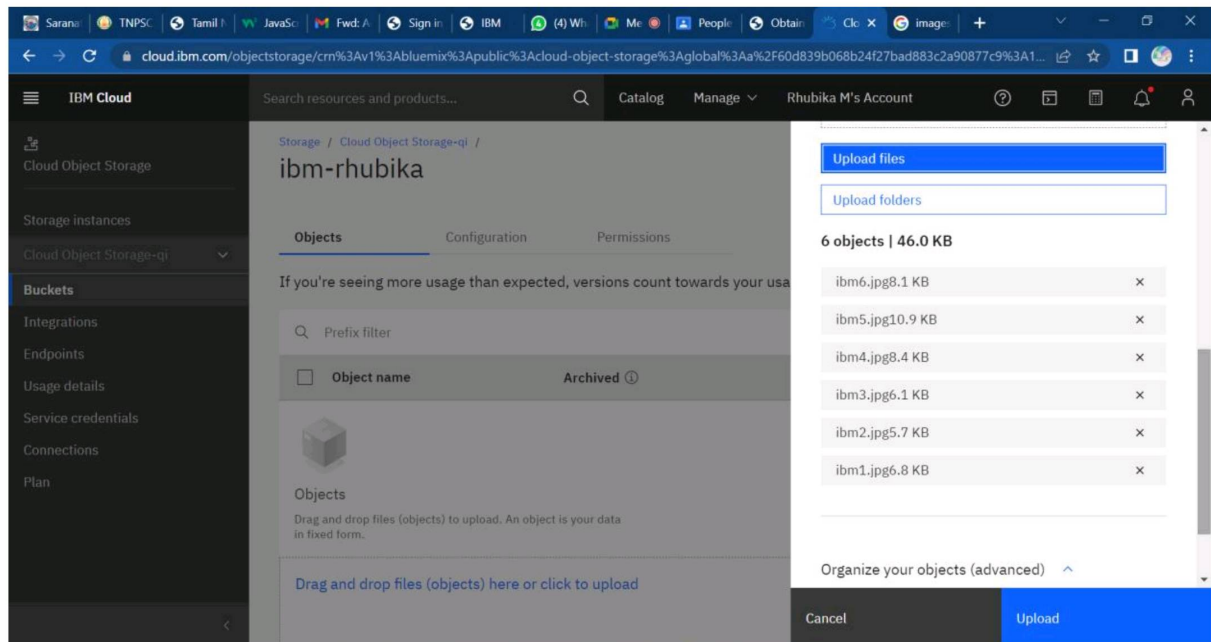 Sarana
TNPSC
Tamil N
JavaSc
Fwd: A
Sign in
IBM
(4) Wh
Me
People
Obtain
Clo
images
cloud.ibm.com/objectstorage/crn%3Av1%3Abluemix%3Apublic%3Acloud-object-storage%3Aglobal%3Aa%2F60d839b068b24f27bad883c2a90877c9%3A1...
IBM Cloud
Search resources and products...
Catalog
Manage
Rhubika M's Account
Cloud Object Storage
Storage instances
Cloud Object Storage-qi
Buckets
Integrations
Endpoints
Usage details
Service credentials
Connections
Plan
Storage / Cloud Object Storage-qi /
ibm-rhubika
Objects
Configuration
Permissions
If you're seeing more usage than expected, versions count towards your usa
Prefix filter
Object name
Archived
Objects
Drag and drop files (objects) to upload. An object is your data
in fixed form.
Drag and drop files (objects) here or click to upload
Upload files
Upload folders
6 objects | 46.0 KB
ibm6.jpg8.1 KB
ibm5.jpg10.9 KB
ibm4.jpg8.4 KB
ibm3.jpg6.1 KB
ibm2.jpg5.7 KB
ibm1.jpg6.8 KB
Organize your objects (advanced)
Cancel
Upload